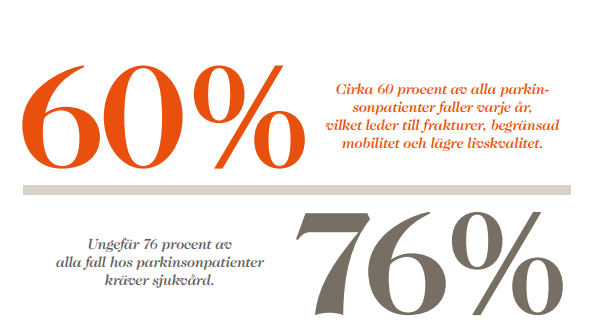 60%
Cirka 60 procent av alla parkin-
sonpatienter faller varje år,
vilket leder till frakturer, begränsad
mobilitet och lägre livskvalitet.
Ungefär 76 procent av
alla fall hos parkinsonpatienter
kräver sjukvård.
76%